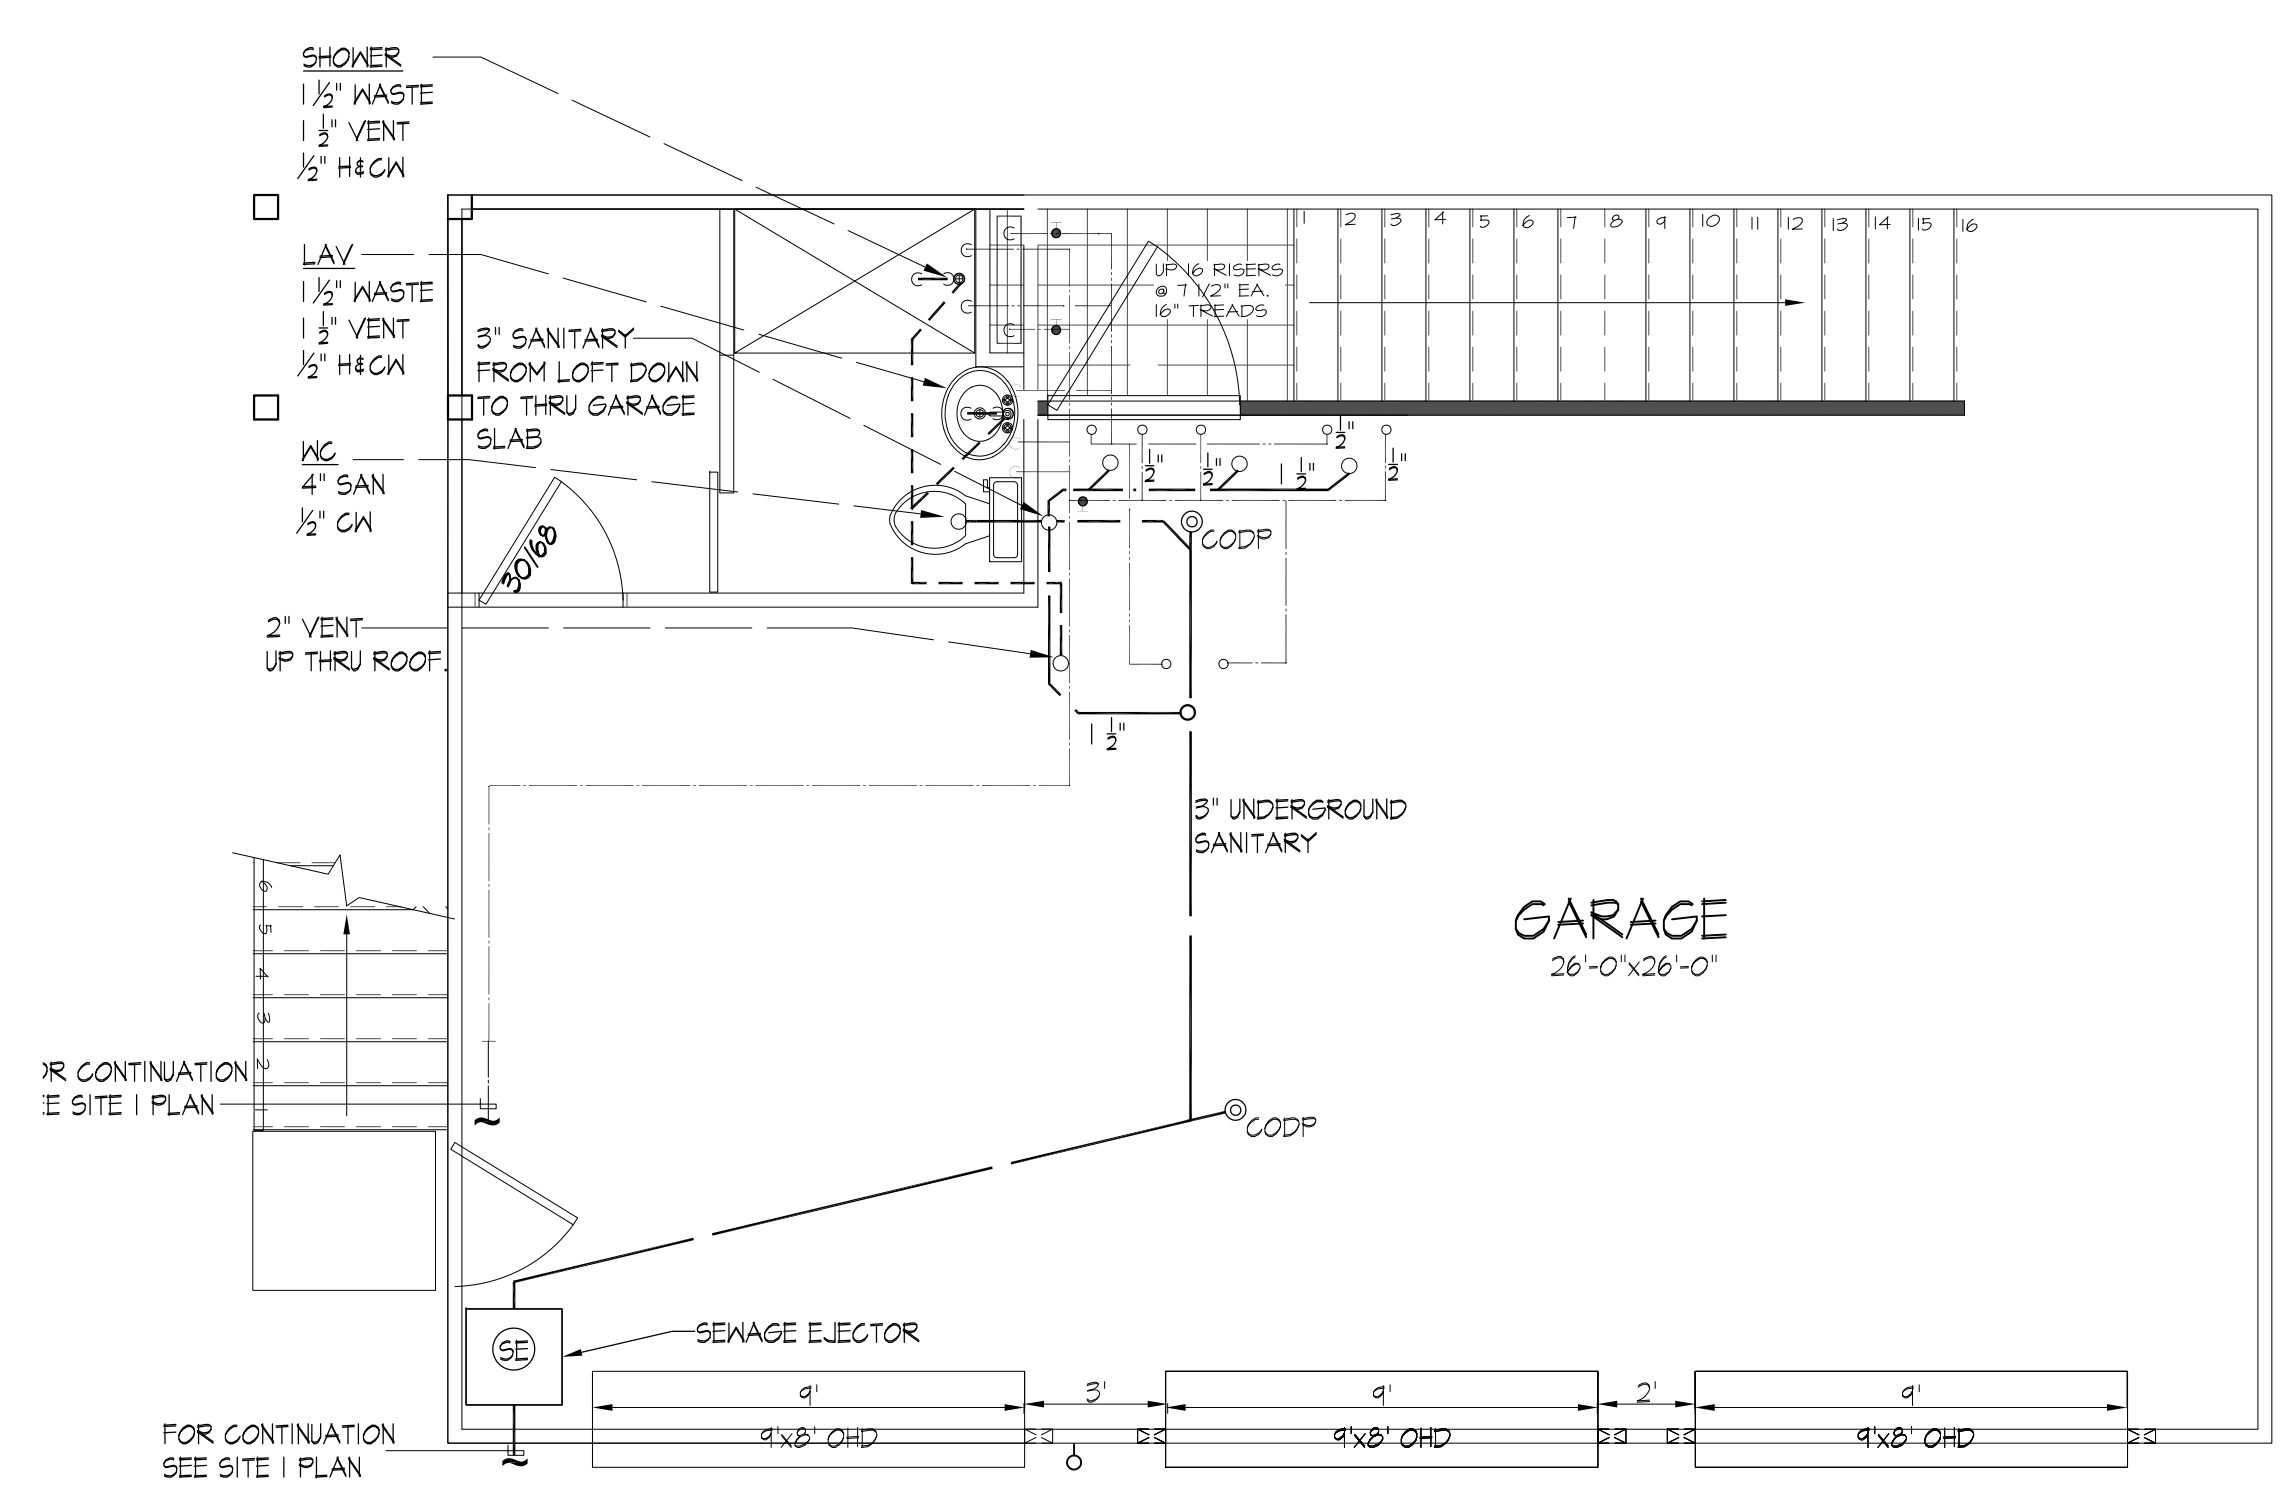 SHOWER
1 1/2" WASTE
1 1/2" VENT
1/2" H&CW
LAV
1 1/2" WASTE
1 1/2" VENT
1/2" H&CW
WC
4" SAN
1/2" CW
3" SANITARY
FROM LOFT DOWN
TO THRU GARAGE
SLAB
30/68
2" VENT
UP THRU ROOF.
UP 16 RISERS
@ 7 1/2" EA.
16" TREADS
1 2 3 4 5 6 7 8 9 10 11 12 13 14 15 16
1/2"
1/2"
1/2"
1 1/2"
1/2"
CODP
1 1/2"
3" UNDERGROUND
SANITARY
GARAGE
26'-0"x26'-0"
6
5
4
3
2
1
R CONTINUATION
E SITE 1 PLAN
CODP
SE
SEWAGE EJECTOR
9' 3' 9' 2' 9'
9'x8' OHD 9'x8' OHD 9'x8' OHD
FOR CONTINUATION
SEE SITE 1 PLAN